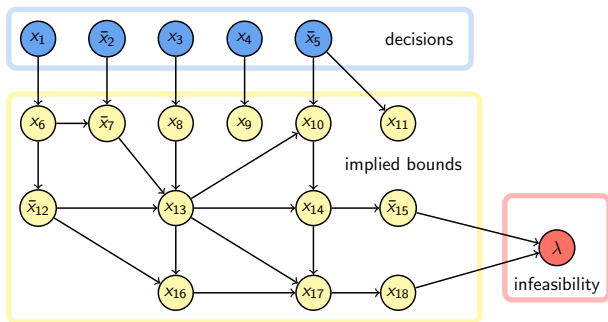 x₁ x̄₂ x₃ x₄ x̄₅ decisions
x₆ x̄₇ x₈ x₉ x₁₀ x₁₁
implied bounds
x̄₁₂ x₁₃ x₁₄ x̄₁₅
λ
infeasibility
x₁₆ x₁₇ x₁₈